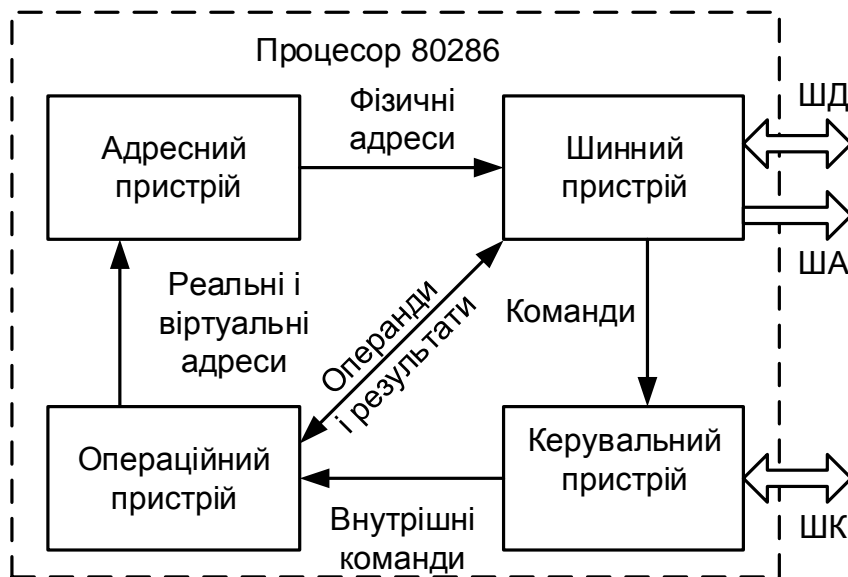 Процесор 80286
Адресний
пристрій
Фізичні
адреси
Шинний
пристрій
ШД
ША
Реальні і
віртуальні
адреси
Операнди
і результати
Команди
Операційний
пристрій
Внутрішні
команди
Керувальний
пристрій
ШК